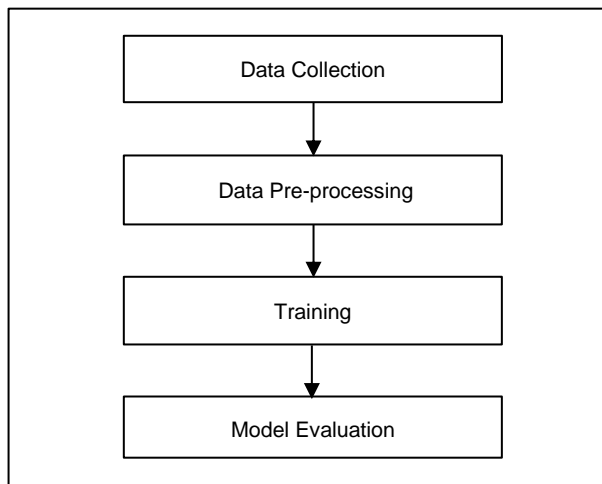 Data Collection
Data Pre-processing
Training
Model Evaluation